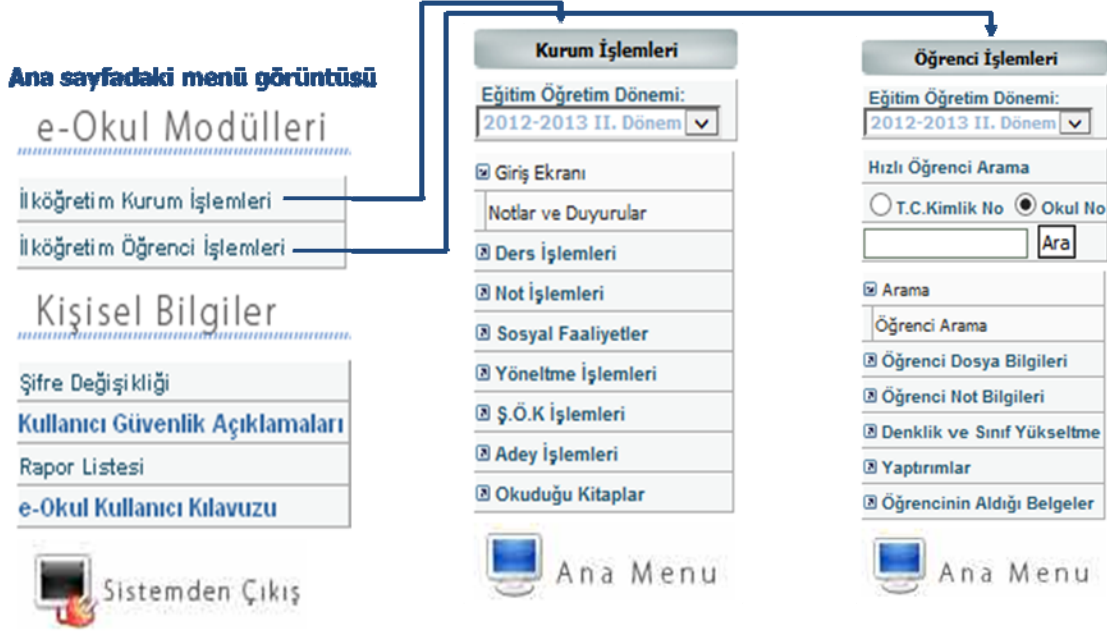 Ana sayfadaki menü görüntüsü
e-Okul Modülleri
İlköğretim Kurum İşlemleri
İlköğretim Öğrenci İşlemleri
Kişisel Bilgiler
Şifre Değişikliği
Kullanıcı Güvenlik Açıklamaları
Rapor Listesi
e-Okul Kullanıcı Kılavuzu
Sistemden Çıkış
Kurum İşlemleri
Eğitim Öğretim Dönemi:
2012-2013 II. Dönem
Giriş Ekranı
Notlar ve Duyurular
Ders İşlemleri
Not İşlemleri
Sosyal Faaliyetler
Yöneltme İşlemleri
Ş.Ö.K İşlemleri
Adey İşlemleri
Okuduğu Kitaplar
Ana Menu
Öğrenci İşlemleri
Eğitim Öğretim Dönemi:
2012-2013 II. Dönem
Hızlı Öğrenci Arama
T.C.Kimlik No Okul No
Ara
Arama
Öğrenci Arama
Öğrenci Dosya Bilgileri
Öğrenci Not Bilgileri
Denklik ve Sınıf Yükseltme
Yaptırımlar
Öğrencinin Aldığı Belgeler
Ana Menu